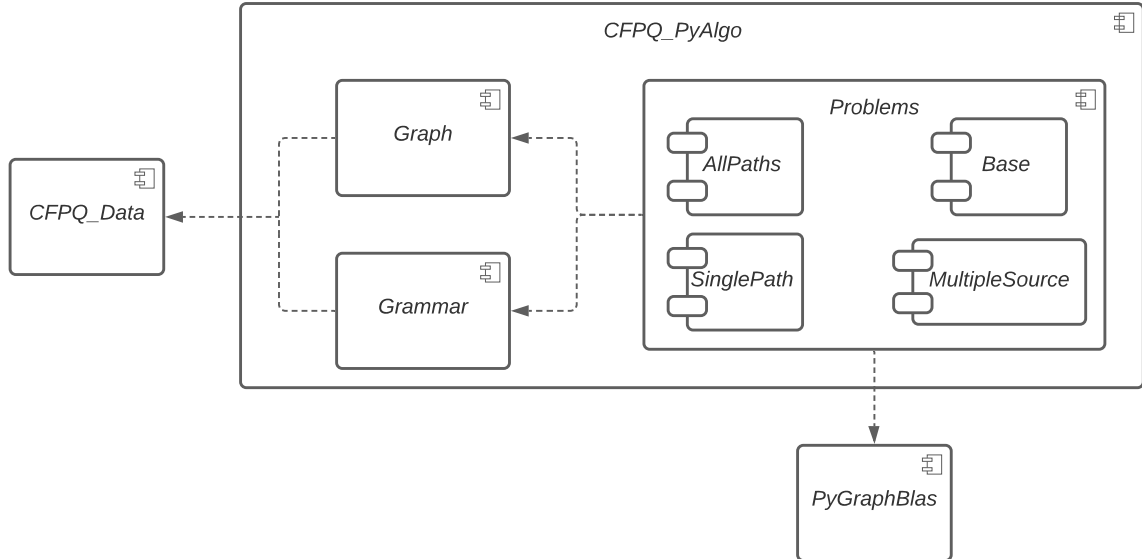 CFPQ_PyAlgo
Graph
Problems
AllPaths
Base
CFPQ_Data
Grammar
SinglePath
MultipleSource
PyGraphBlas